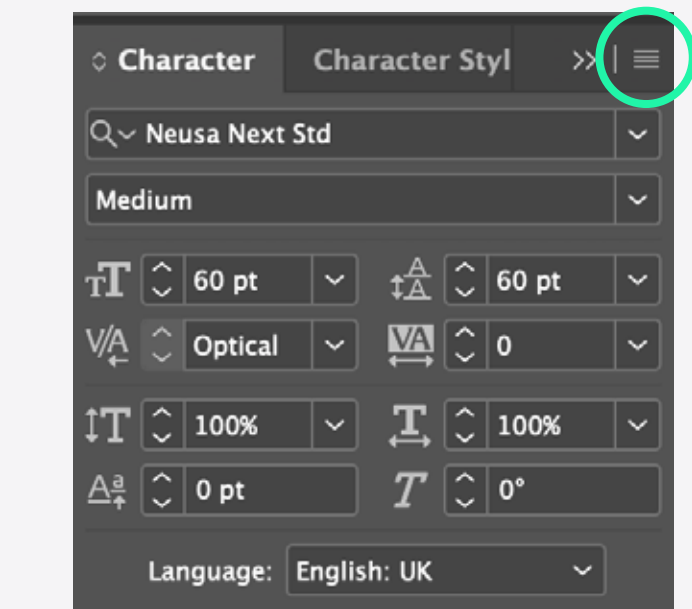 Character Character Styl
Neusa Next Std
Medium
60 pt 60 pt
Optical 0
100% 100%
0 pt 0°
Language: English: UK